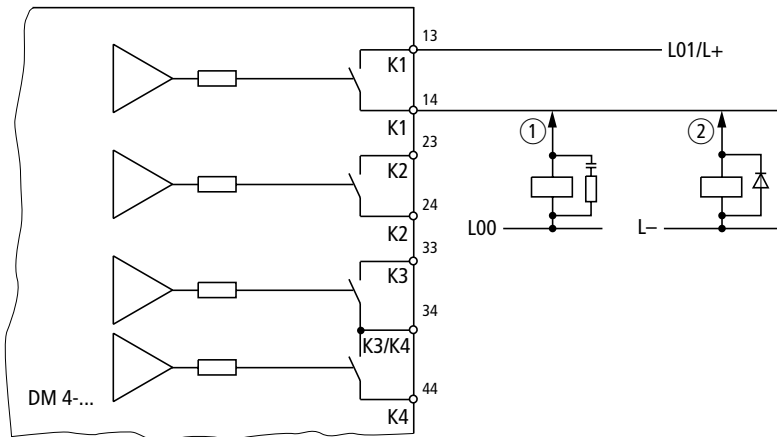 13
L01/L+
K1
14
K1
① ②
23
K2
24
K2
L00 L–
33
K3
34
K3/K4
44
DM 4-...
K4